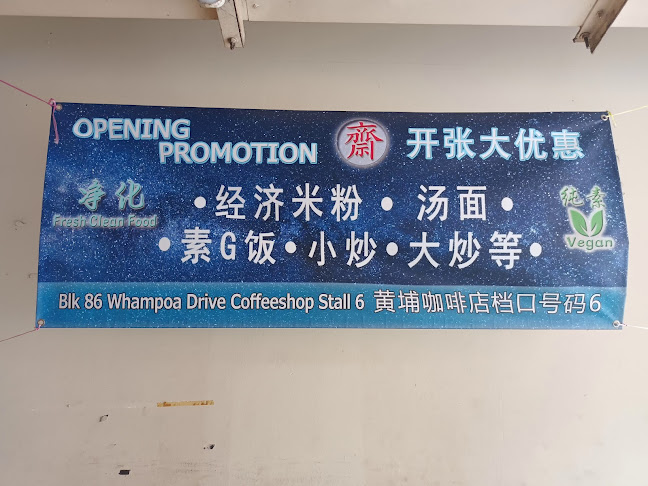 OPENING
PROMOTION
齋
开张大优惠
净化
Fresh Clean Food
•经济米粉 • 汤面•
•素G饭•小炒•大炒等•
纯素
Vegan
Blk 86 Whampoa Drive Coffeeshop Stall 6 黄埔咖啡店档口号码6